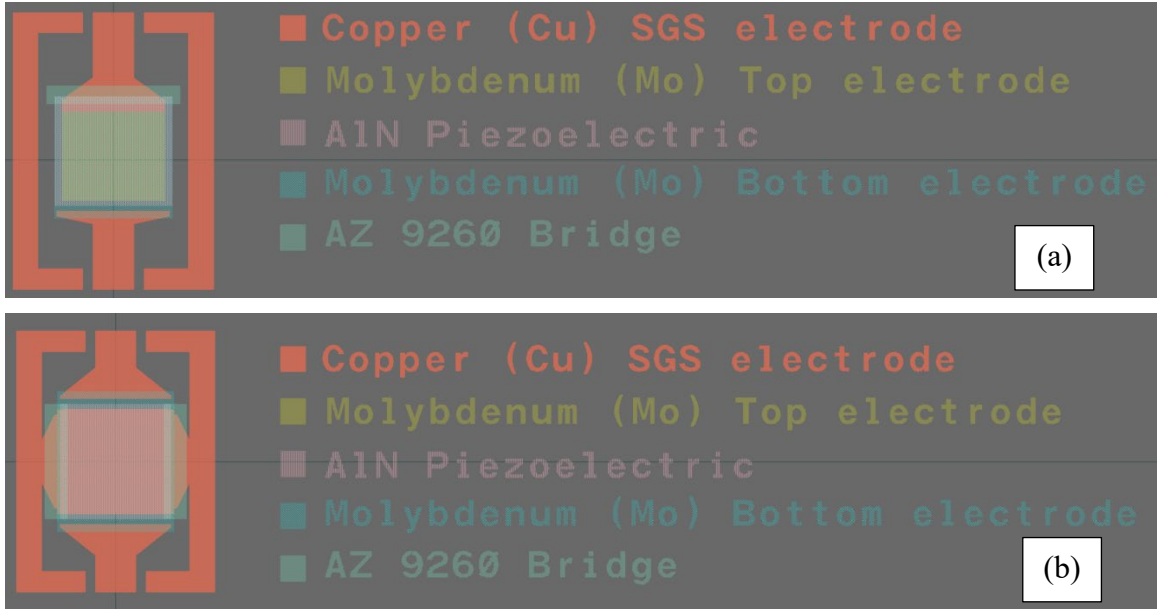 Copper (Cu) SGS electrode
Molybdenum (Mo) Top electrode
AlN Piezoelectric
Molybdenum (Mo) Bottom electrode
AZ 9260 Bridge
(a)
Copper (Cu) SGS electrode
Molybdenum (Mo) Top electrode
AlN Piezoelectric
Molybdenum (Mo) Bottom electrode
AZ 9260 Bridge
(b)